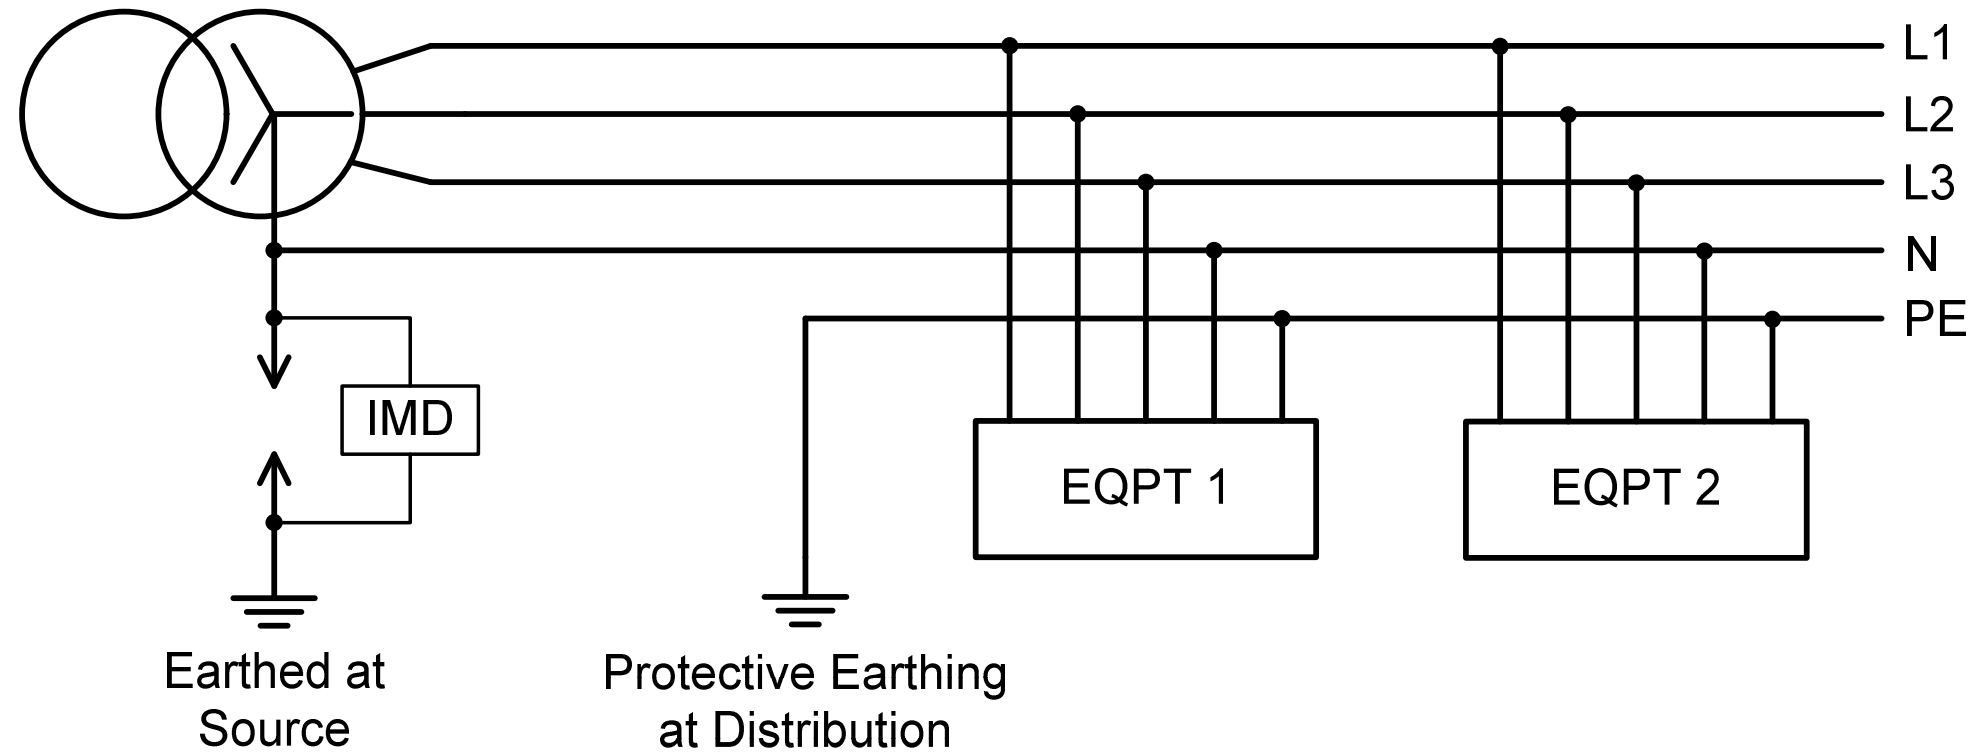 L1
L2
L3
N
PE
IMD
EQPT 1
EQPT 2
Earthed at
Source
Protective Earthing
at Distribution